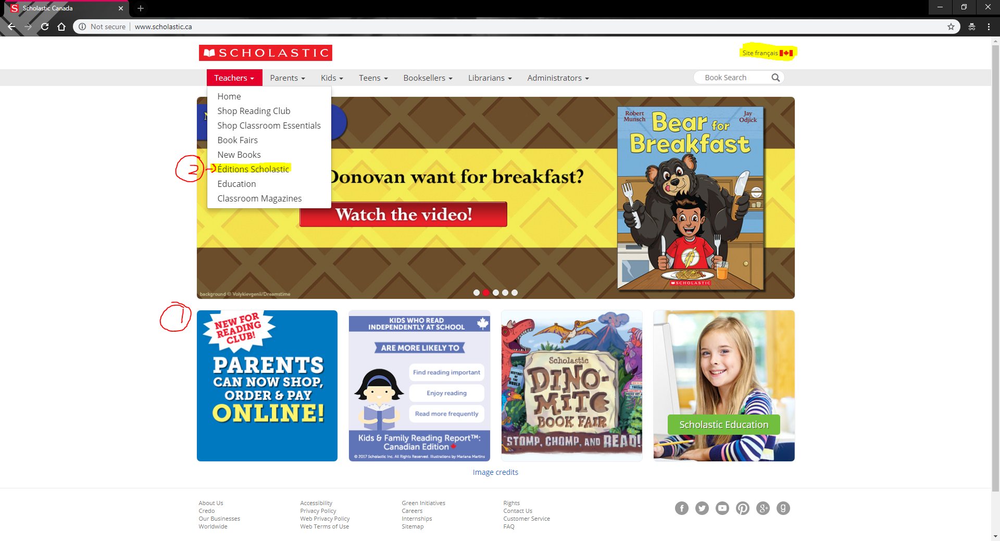 Scholastic Canada
Not secure
www.scholastic.ca
SCHOLASTIC
Site français
Teachers
Parents
Kids
Teens
Booksellers
Librarians
Administrators
Book Search
Home
Shop Reading Club
Shop Classroom Essentials
Book Fairs
New Books
2
Éditions Scholastic
Education
Classroom Magazines
N
Donovan want for breakfast?
Watch the video!
Robert
Munsch
Jay
Odjick
Bear for
Breakfast
SCHOLASTIC
background © Volykievgenii/Dreamstime
1
NEW FOR
READING
CLUB!
PARENTS
CAN NOW SHOP,
ORDER & PAY
ONLINE!
KIDS WHO READ
INDEPENDENTLY AT SCHOOL
ARE MORE LIKELY TO
Find reading important
Enjoy reading
Read more frequently
Kids & Family Reading Report™:
Canadian Edition
© 2017 Scholastic Inc. All Rights Reserved. Illustrations by Mariana Martins
HISTORY
OF THE
WORLD
Scholastic
DINO-
MITE
BOOK FAIR
STOMP, CHOMP, AND READ!
Scholastic Education
Image credits
About Us
Credo
Our Businesses
Worldwide
Accessibility
Privacy Policy
Web Privacy Policy
Web Terms of Use
Green Initiatives
Careers
Internships
Sitemap
Rights
Contact Us
Customer Service
FAQ